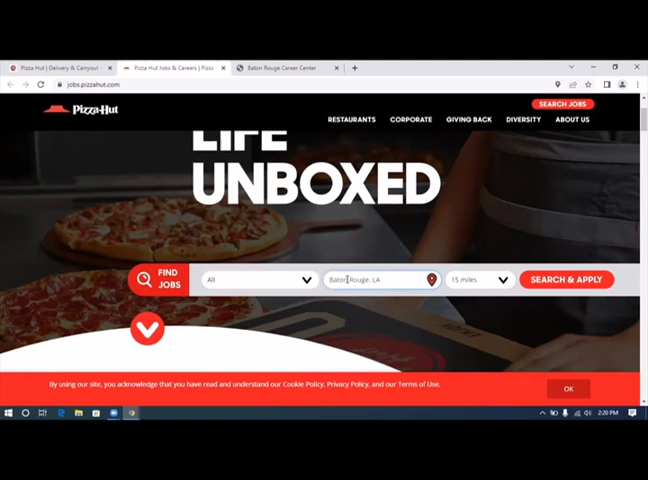 Pizza Hut | Delivery & Carryout
Pizza Hut Jobs & Careers | Pizza
Baton Rouge Career Center
jobs.pizzahut.com
Pizza Hut
SEARCH JOBS
RESTAURANTS
CORPORATE
GIVING BACK
DIVERSITY
ABOUT US
LIFE
UNBOXED
FIND
JOBS
All
Baton Rouge, LA
15 miles
SEARCH & APPLY
By using our site, you acknowledge that you have read and understand our Cookie Policy, Privacy Policy, and our Terms of Use.
OK
2:20 PM